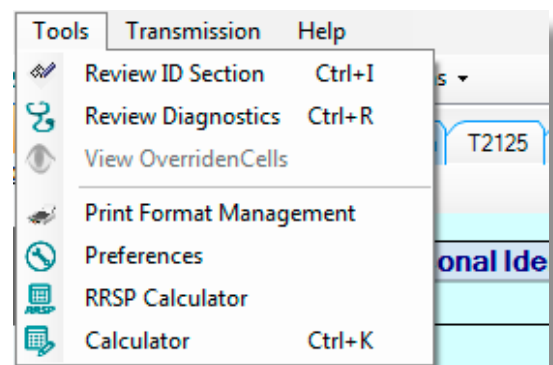 Tools Transmission Help
Review ID Section Ctrl+I
s
Review Diagnostics Ctrl+R
T2125
View OverridenCells
Print Format Management
Preferences
onal Ide
RRSP Calculator
RRSP
Calculator Ctrl+K